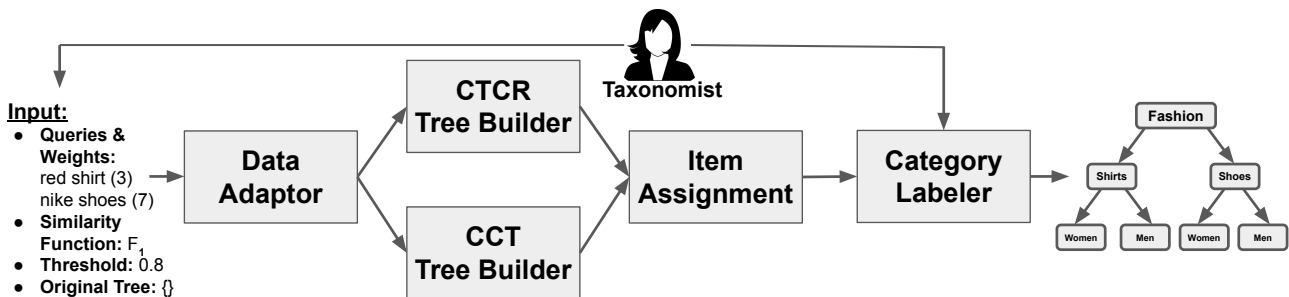 Taxonomist
Input:
● Queries &
Weights:
red shirt (3)
nike shoes (7)
● Similarity
Function: F₁
● Threshold: 0.8
● Original Tree: {}
Data
Adaptor
CTCR
Tree Builder
CCT
Tree Builder
Item
Assignment
Category
Labeler
Fashion
Shirts
Shoes
Women
Men
Women
Men